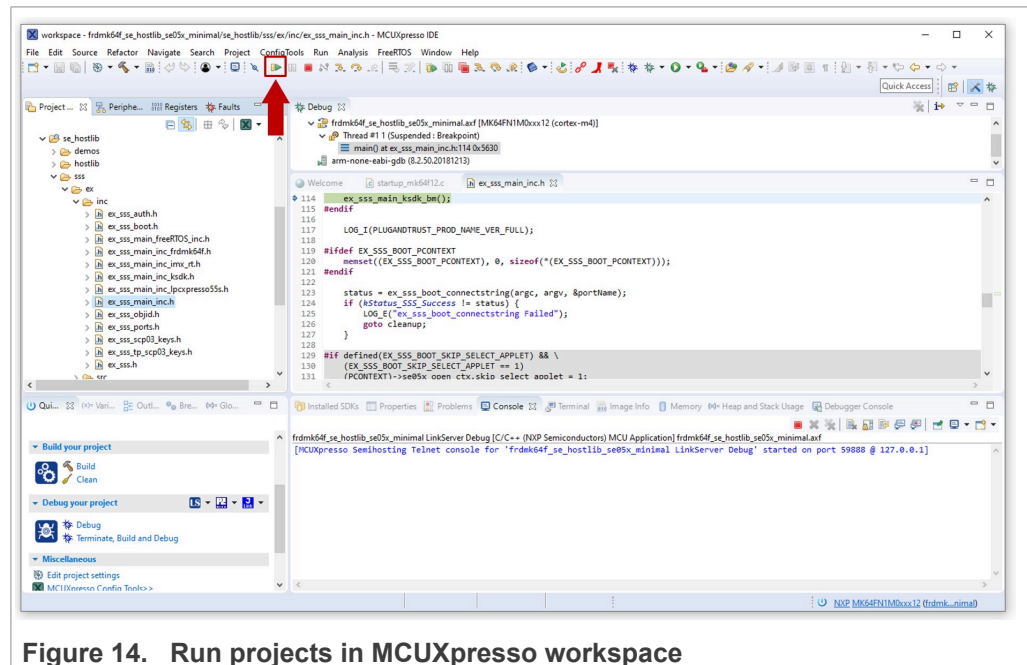 workspace - frdmk64f_se_hostlib_se05x_minimal/se_hostlib/sss/ex/inc/ex_sss_main_inc.h - MCUXpresso IDE
File Edit Source Refactor Navigate Search Project ConfigTools Run Analysis FreeRTOS Window Help
Quick Access
Project ... Periphe... Registers Faults
se_hostlib
demos
hostlib
sss
ex
inc
ex_sss_auth.h
ex_sss_boot.h
ex_sss_main_freeRTOS_inc.h
ex_sss_main_inc_frdmk64f.h
ex_sss_main_inc_imx_rt.h
ex_sss_main_inc_ksdk.h
ex_sss_main_inc_lpcxpresso55s.h
ex_sss_main_inc.h
ex_sss_objid.h
ex_sss_ports.h
ex_sss_scp03_keys.h
ex_sss_tp_scp03_keys.h
ex_sss.h
src
Debug
frdmk64f_se_hostlib_se05x_minimal.axf [MK64FN1M0xxx12 (cortex-m4)]
Thread #1 1 (Suspended : Breakpoint)
main() at ex_sss_main_inc.h:114 0x5630
arm-none-eabi-gdb (8.2.50.20181213)
Welcome startup_mk64f12.c ex_sss_main_inc.h
114 ex_sss_main_ksdk_bm();
115 #endif
116
117 LOG_I(PLUGANDTRUST_PROD_NAME_VER_FULL);
118
119 #ifdef EX_SSS_BOOT_PCONTEXT
120 memset((EX_SSS_BOOT_PCONTEXT), 0, sizeof(*(EX_SSS_BOOT_PCONTEXT)));
121 #endif
122
123 status = ex_sss_boot_connectstring(argc, argv, &portName);
124 if (kStatus_SSS_Success != status) {
125 LOG_E("ex_sss_boot_connectstring Failed");
126 goto cleanup;
127 }
128
129 #if defined(EX_SSS_BOOT_SKIP_SELECT_APPLET) && \
130 (EX_SSS_BOOT_SKIP_SELECT_APPLET == 1)
131 (PCONTEXT)->se05x_open_ctx.skip_select_applet = 1;
Qui... Vari... Outl... Bre... Glo...
Build your project
Build
Clean
Debug your project
Debug
Terminate, Build and Debug
Miscellaneous
Edit project settings
MCUXpresso Config Tools>>
Installed SDKs Properties Problems Console Terminal Image Info Memory Heap and Stack Usage Debugger Console
frdmk64f_se_hostlib_se05x_minimal LinkServer Debug [C/C++ (NXP Semiconductors) MCU Application] frdmk64f_se_hostlib_se05x_minimal.axf
[MCUXpresso Semihosting Telnet console for 'frdmk64f_se_hostlib_se05x_minimal LinkServer Debug' started on port 59888 @ 127.0.0.1]
NXP MK64FN1M0xxx12 (frdmk...nimal)
Figure 14. Run projects in MCUXpresso workspace